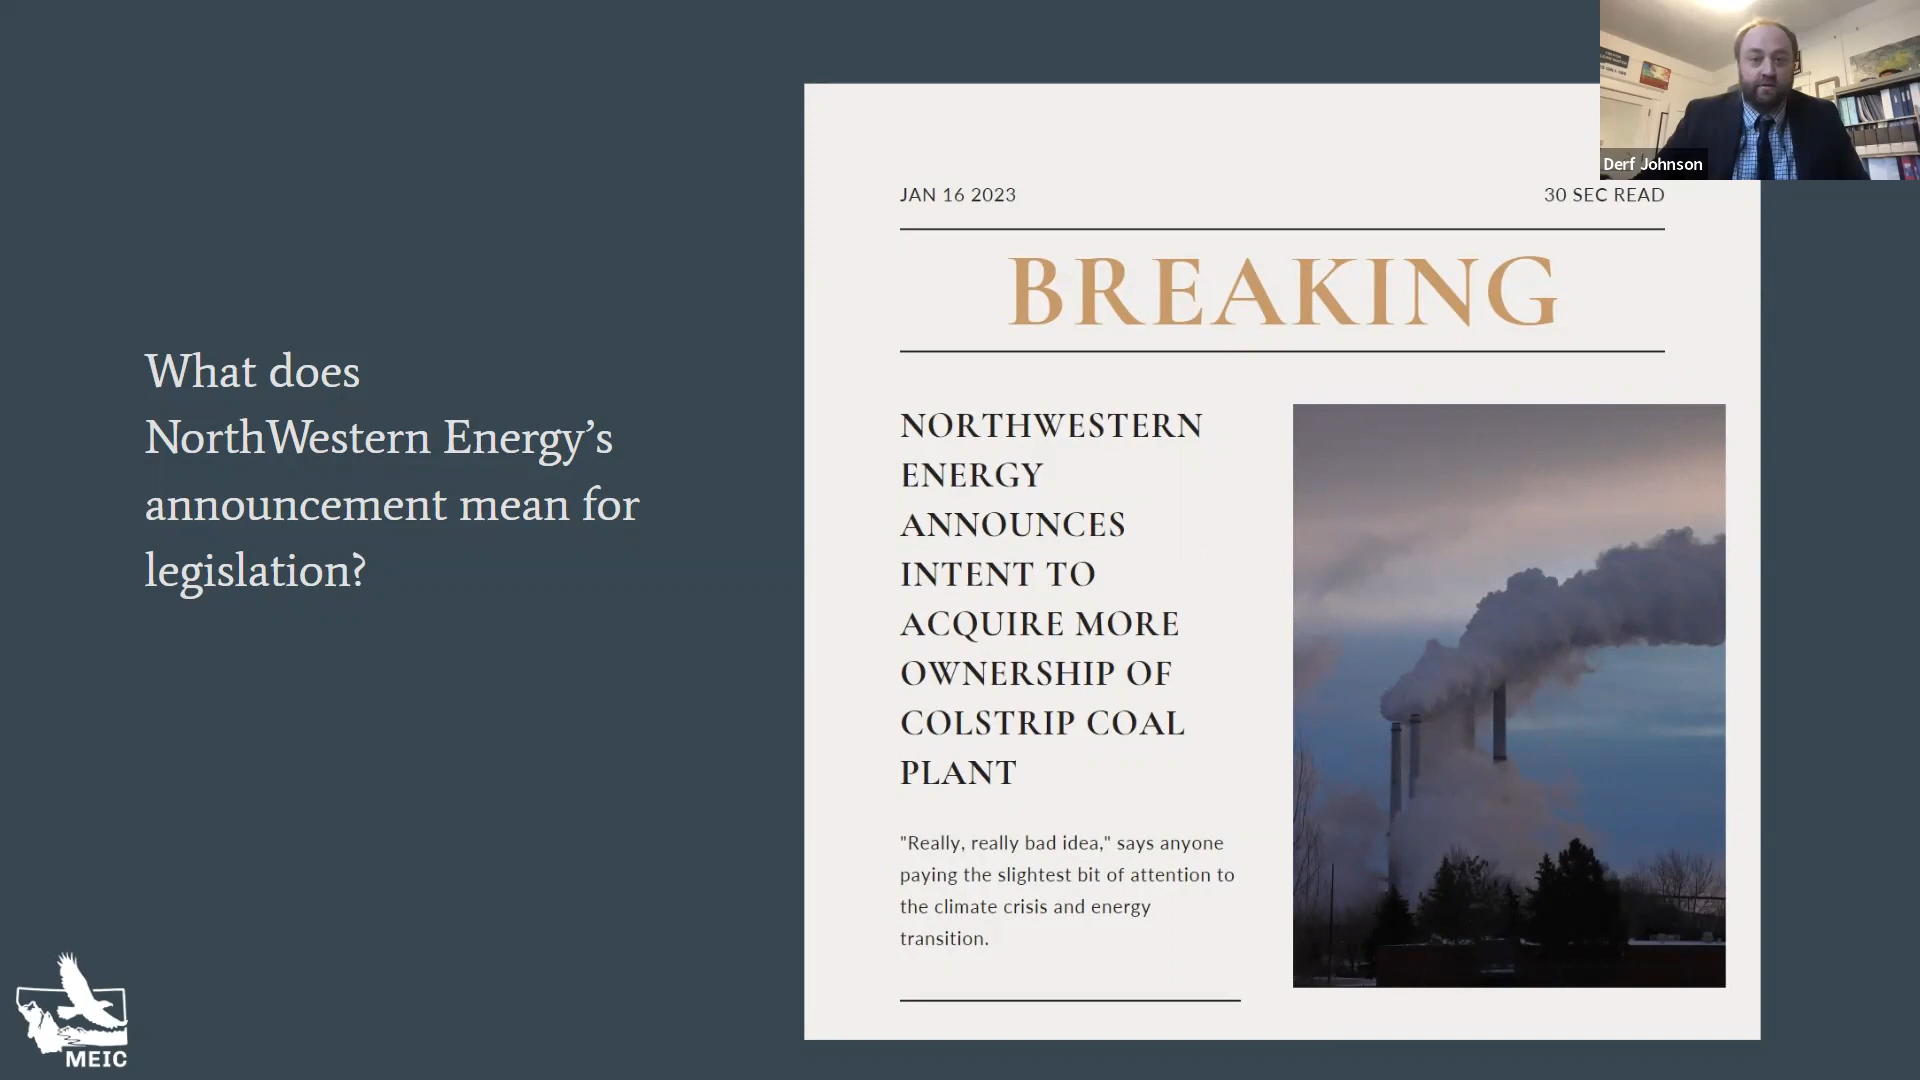 What does
NorthWestern Energy’s
announcement mean for
legislation?
JAN 16 2023
30 SEC READ
BREAKING
NORTHWESTERN
ENERGY
ANNOUNCES
INTENT TO
ACQUIRE MORE
OWNERSHIP OF
COLSTRIP COAL
PLANT
"Really, really bad idea," says anyone
paying the slightest bit of attention to
the climate crisis and energy
transition.
Derf Johnson
MEIC